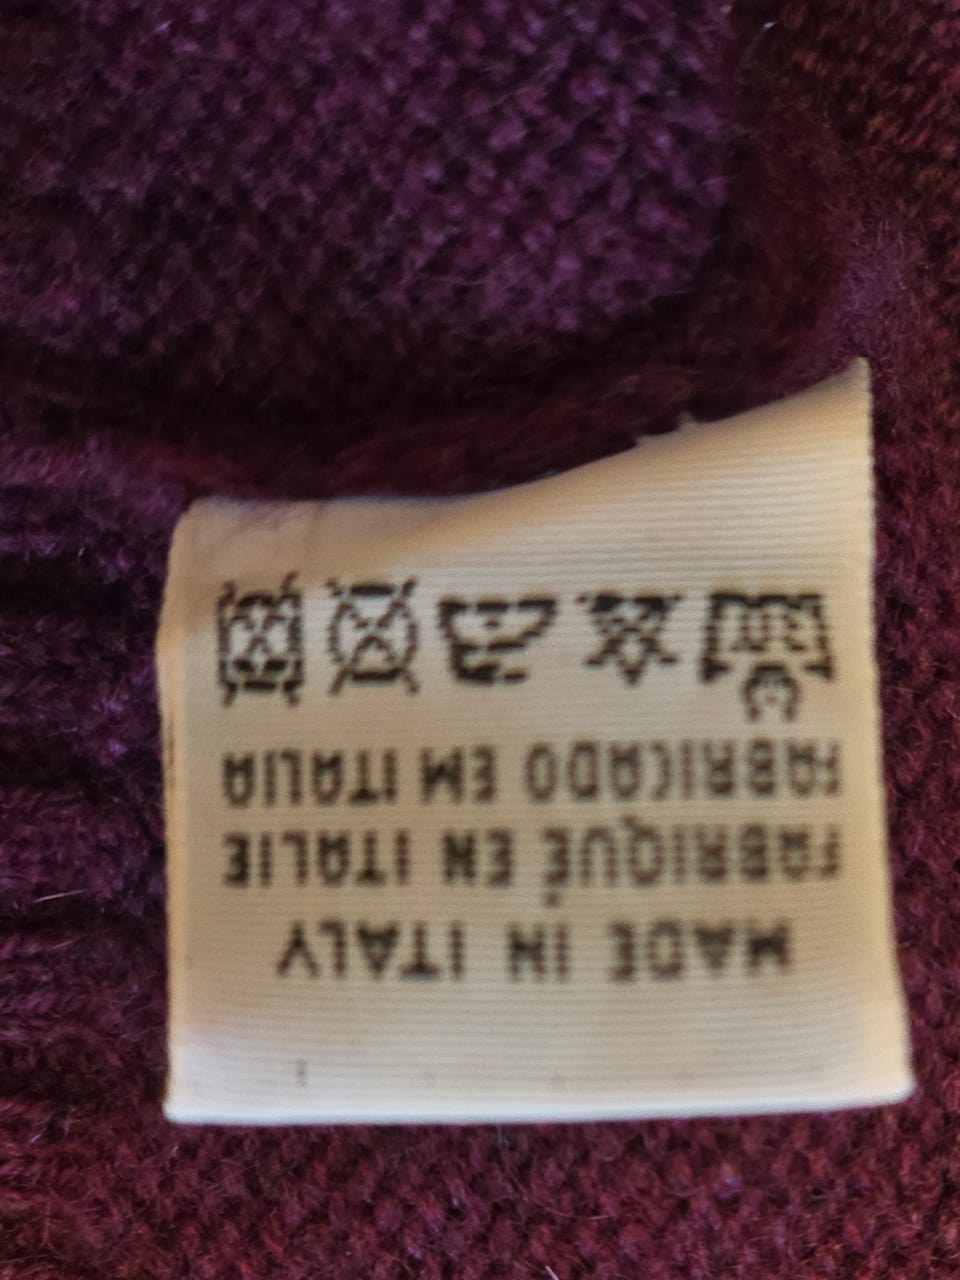 MADE IN ITALY
FABRIQUÉ EN ITALIE
FABRICADO EM ITALIA